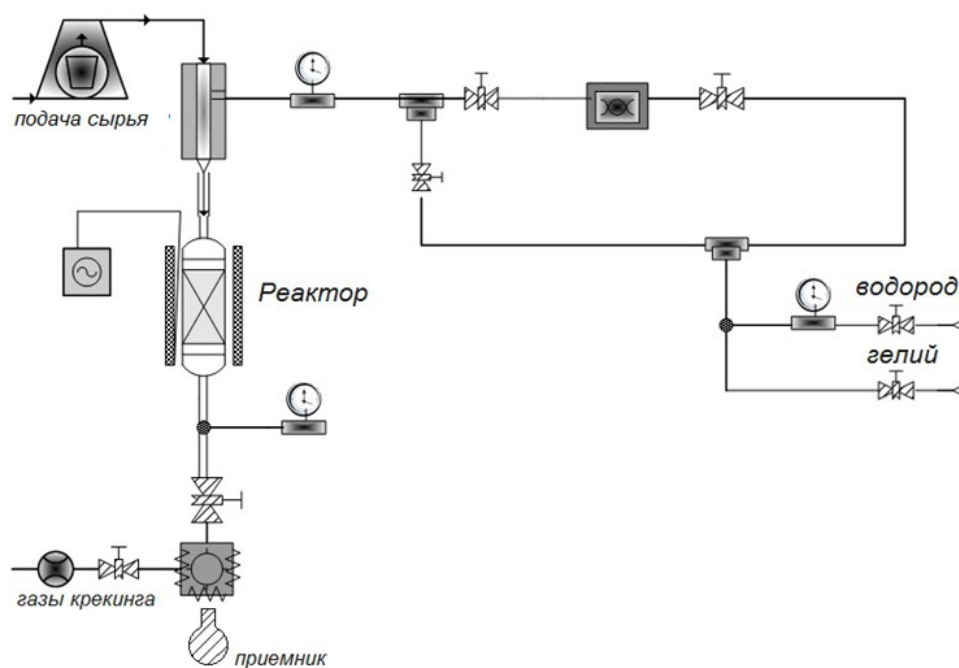 подача сырья
Реактор
водород
гелий
газы крекинга
приемник